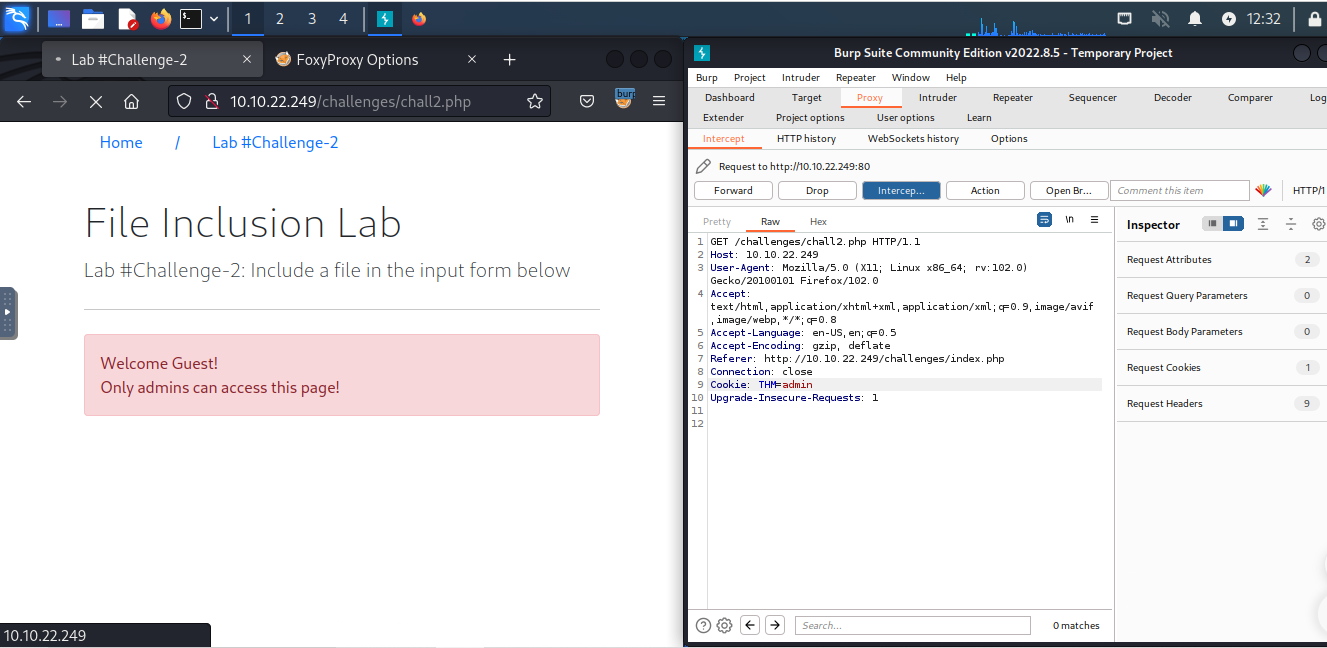 1 2 3 4 12:32
Lab #Challenge-2 × FoxyProxy Options × +
10.10.22.249/challenges/chall2.php
burp
Home / Lab #Challenge-2
File Inclusion Lab
Lab #Challenge-2: Include a file in the input form below
Welcome Guest!
Only admins can access this page!
10.10.22.249
Burp Suite Community Edition v2022.8.5 - Temporary Project
Burp Project Intruder Repeater Window Help
Dashboard Target Proxy Intruder Repeater Sequencer Decoder Comparer Log
Extender Project options User options Learn
Intercept HTTP history WebSockets history Options
Request to http://10.10.22.249:80
Forward Drop Intercep... Action Open Br... Comment this item HTTP/1
Pretty Raw Hex \n
1 GET /challenges/chall2.php HTTP/1.1
2 Host: 10.10.22.249
3 User-Agent: Mozilla/5.0 (X11; Linux x86_64; rv:102.0)
Gecko/20100101 Firefox/102.0
4 Accept:
text/html,application/xhtml+xml,application/xml;q=0.9,image/avif
,image/webp,*/*;q=0.8
5 Accept-Language: en-US,en;q=0.5
6 Accept-Encoding: gzip, deflate
7 Referer: http://10.10.22.249/challenges/index.php
8 Connection: close
9 Cookie: THM=admin
10 Upgrade-Insecure-Requests: 1
11
12
Search... 0 matches
Inspector
Request Attributes 2
Request Query Parameters 0
Request Body Parameters 0
Request Cookies 1
Request Headers 9